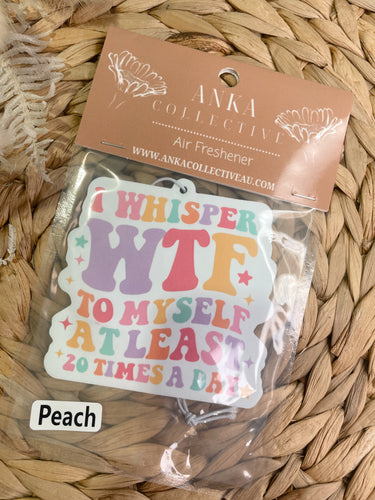 ANKA
COLLECTIVE
Air Freshener
WWW.ANKACOLLECTIVEAU.COM
I WHISPER
WTF
TO MYSELF
AT LEAST
20 TIMES A DAY
Peach